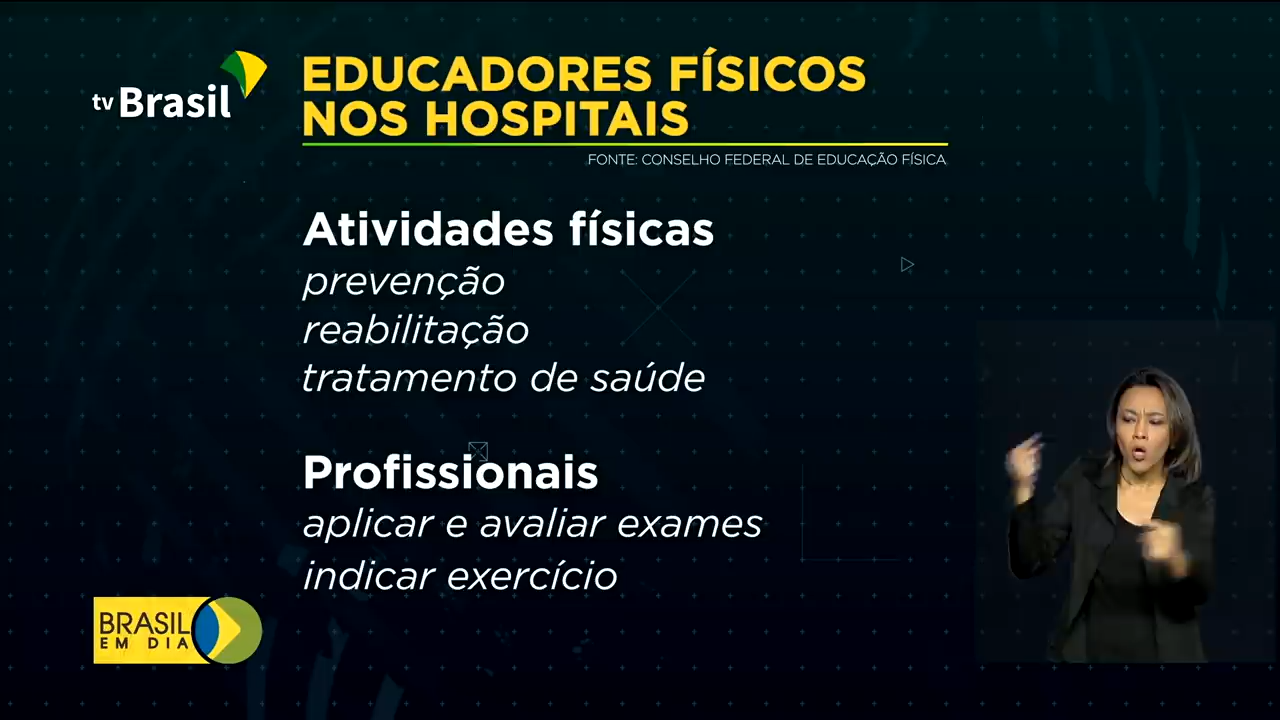 tv Brasil
EDUCADORES FÍSICOS
NOS HOSPITAIS
FONTE: CONSELHO FEDERAL DE EDUCAÇÃO FÍSICA
Atividades físicas
prevenção
reabilitação
tratamento de saúde
Profissionais
aplicar e avaliar exames
indicar exercício
BRASIL
EM DIA